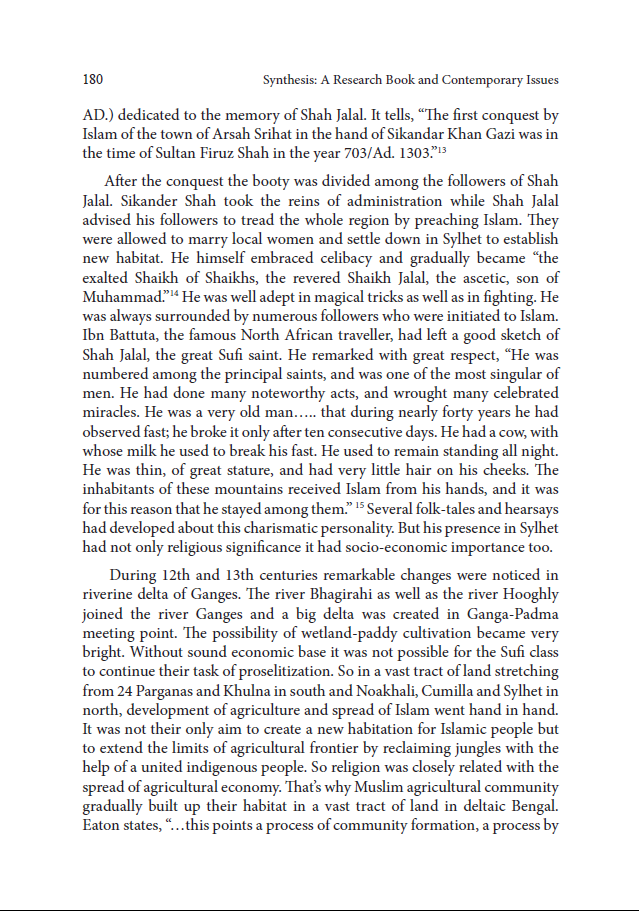 180 Synthesis: A Research Book and Contemporary Issues
AD.) dedicated to the memory of Shah Jalal. It tells, “The first conquest by
Islam of the town of Arsah Srihat in the hand of Sikandar Khan Gazi was in
the time of Sultan Firuz Shah in the year 703/Ad. 1303.”13
After the conquest the booty was divided among the followers of Shah
Jalal. Sikander Shah took the reins of administration while Shah Jalal
advised his followers to tread the whole region by preaching Islam. They
were allowed to marry local women and settle down in Sylhet to establish
new habitat. He himself embraced celibacy and gradually became “the
exalted Shaikh of Shaikhs, the revered Shaikh Jalal, the ascetic, son of
Muhammad.”14 He was well adept in magical tricks as well as in fighting. He
was always surrounded by numerous followers who were initiated to Islam.
Ibn Battuta, the famous North African traveller, had left a good sketch of
Shah Jalal, the great Sufi saint. He remarked with great respect, “He was
numbered among the principal saints, and was one of the most singular of
men. He had done many noteworthy acts, and wrought many celebrated
miracles. He was a very old man….. that during nearly forty years he had
observed fast; he broke it only after ten consecutive days. He had a cow, with
whose milk he used to break his fast. He used to remain standing all night.
He was thin, of great stature, and had very little hair on his cheeks. The
inhabitants of these mountains received Islam from his hands, and it was
for this reason that he stayed among them.” 15 Several folk-tales and hearsays
had developed about this charismatic personality. But his presence in Sylhet
had not only religious significance it had socio-economic importance too.
During 12th and 13th centuries remarkable changes were noticed in
riverine delta of Ganges. The river Bhagirahi as well as the river Hooghly
joined the river Ganges and a big delta was created in Ganga-Padma
meeting point. The possibility of wetland-paddy cultivation became very
bright. Without sound economic base it was not possible for the Sufi class
to continue their task of proselitization. So in a vast tract of land stretching
from 24 Parganas and Khulna in south and Noakhali, Cumilla and Sylhet in
north, development of agriculture and spread of Islam went hand in hand.
It was not their only aim to create a new habitation for Islamic people but
to extend the limits of agricultural frontier by reclaiming jungles with the
help of a united indigenous people. So religion was closely related with the
spread of agricultural economy. That’s why Muslim agricultural community
gradually built up their habitat in a vast tract of land in deltaic Bengal.
Eaton states, “…this points a process of community formation, a process by